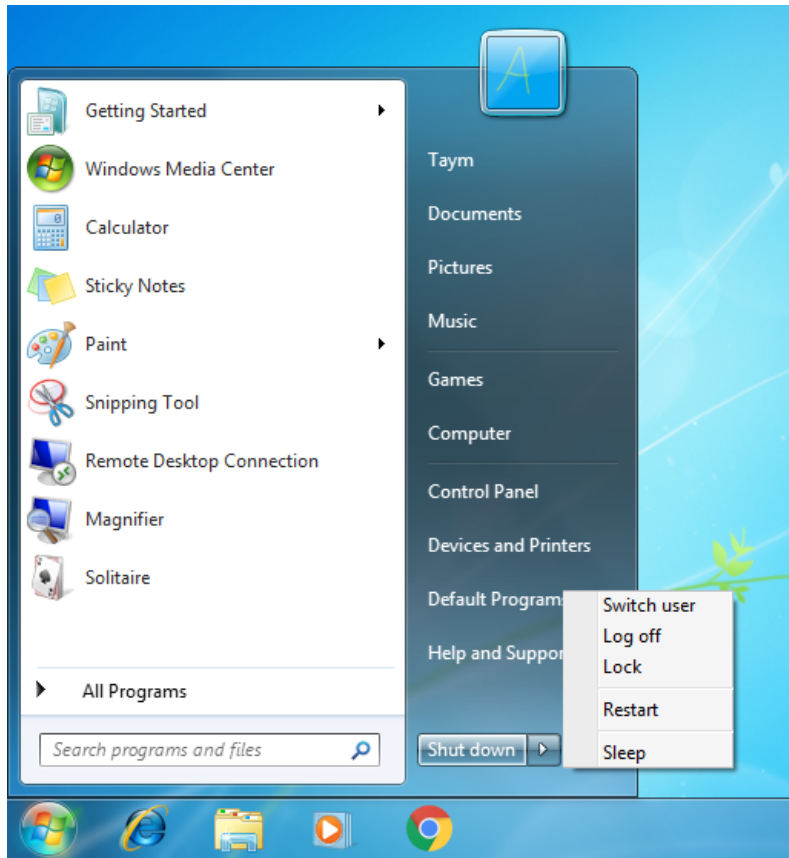 A
Getting Started
Windows Media Center
Calculator
Sticky Notes
Paint
Snipping Tool
Remote Desktop Connection
Magnifier
Solitaire
All Programs
Search programs and files
Taym
Documents
Pictures
Music
Games
Computer
Control Panel
Devices and Printers
Default Program
Help and Suppor
Shut down
Switch user
Log off
Lock
Restart
Sleep